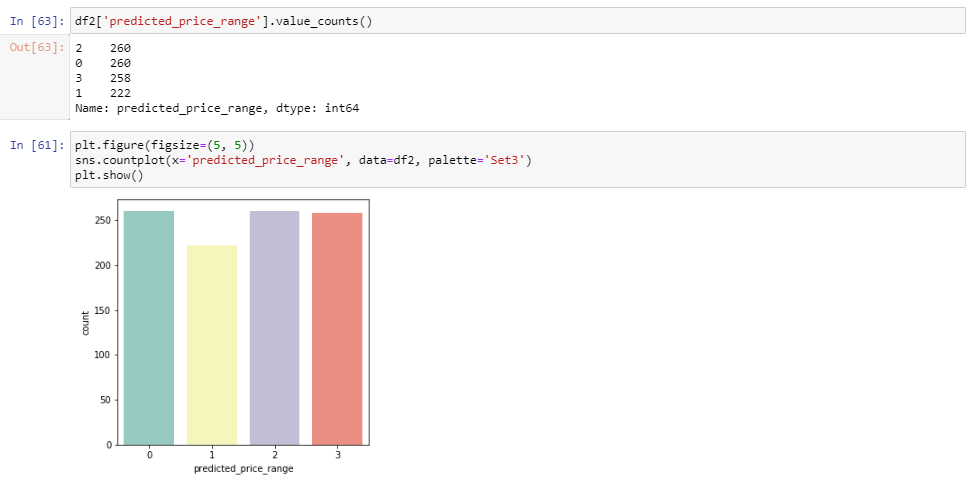 In [63]: df2['predicted_price_range'].value_counts()
Out[63]: 2    260
0    260
3    258
1    222
Name: predicted_price_range, dtype: int64
In [61]: plt.figure(figsize=(5, 5))
sns.countplot(x='predicted_price_range', data=df2, palette='Set3')
plt.show()
250
200
150
100
50
0
count
0 1 2 3
predicted_price_range